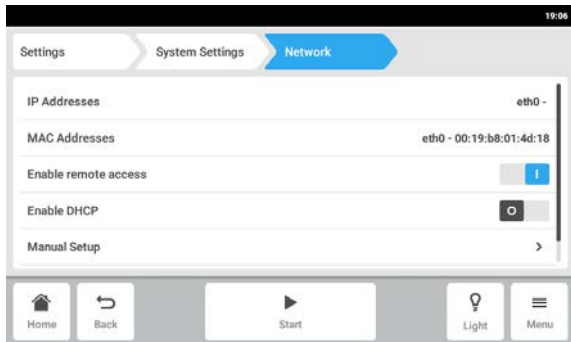 19:06
Settings System Settings Network
IP Addresses eth0 -
MAC Addresses eth0 - 00:19:b8:01:4d:18
Enable remote access I
Enable DHCP O
Manual Setup >
Home Back Start Light Menu